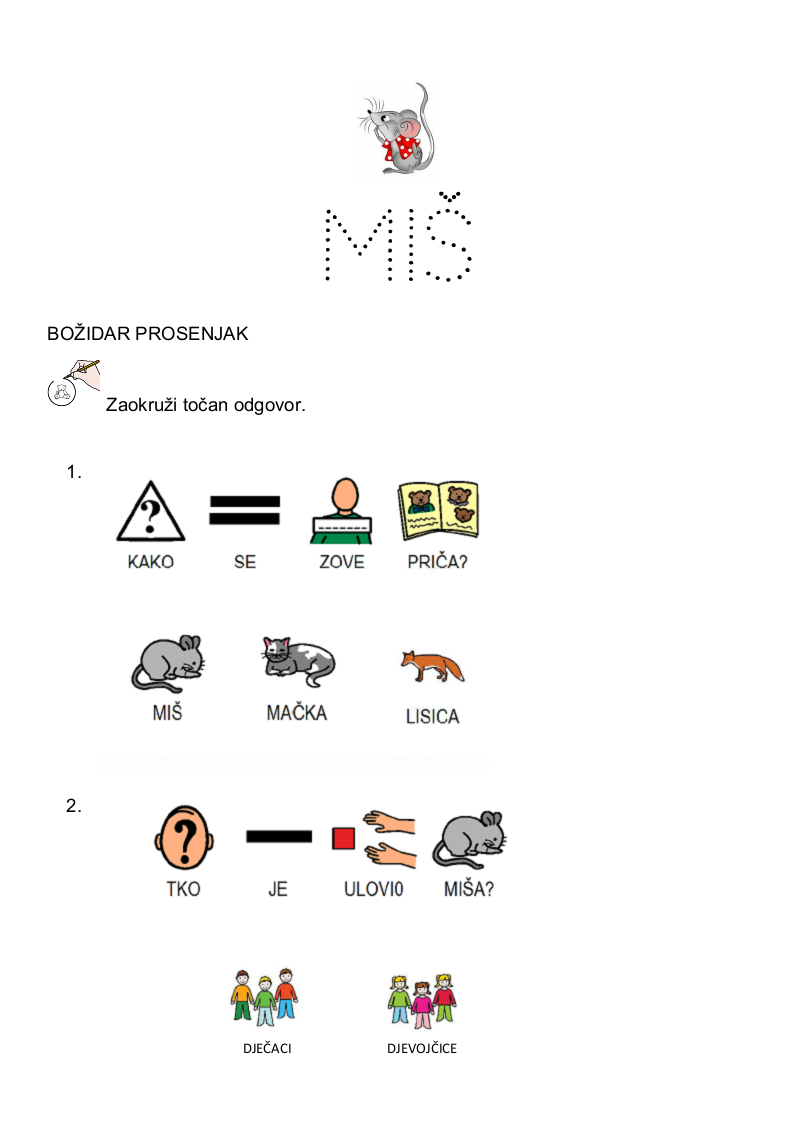 MIŠ
BOŽIDAR PROSENJAK
Zaokruži točan odgovor.
1.
?
KAKO SE ZOVE PRIČA?
MIŠ MAČKA LISICA
2.
?
TKO JE ULOVI0 MIŠA?
DJEČACI DJEVOJČICE